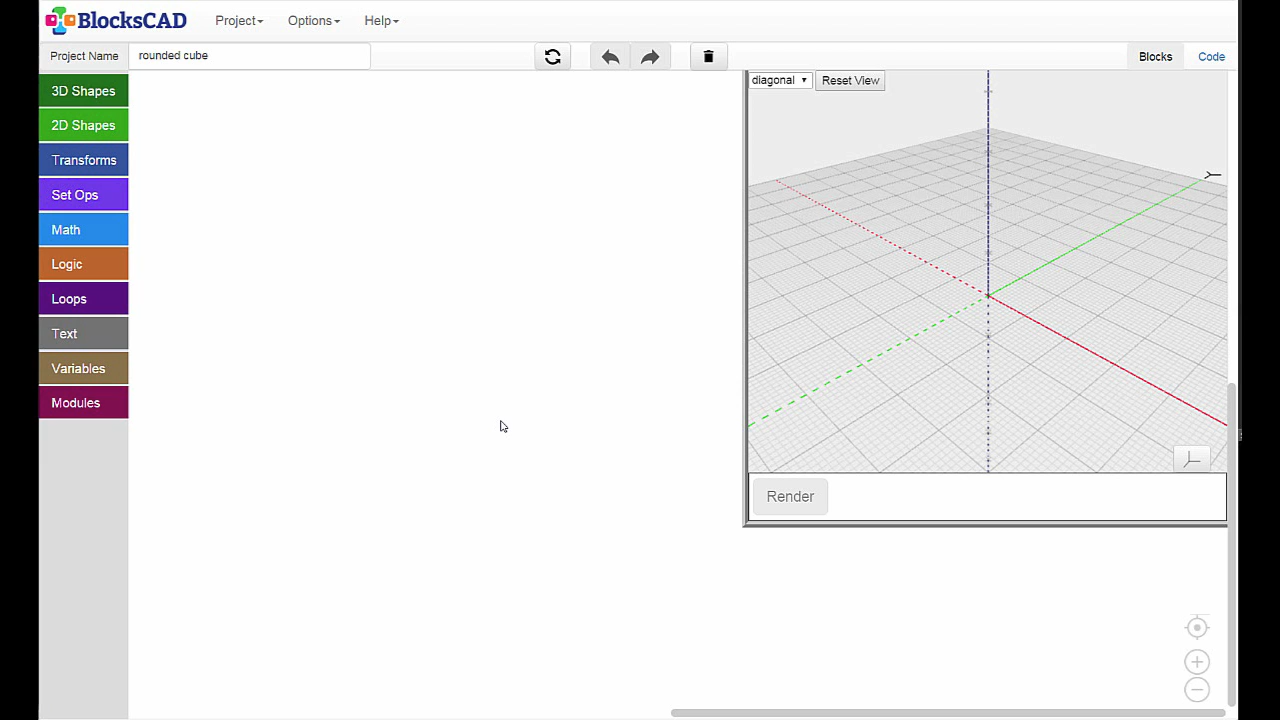 BlocksCAD
Project
Options
Help
Project Name
rounded cube
Blocks
Code
3D Shapes
2D Shapes
Transforms
Set Ops
Math
Logic
Loops
Text
Variables
Modules
diagonal
Reset View
Render